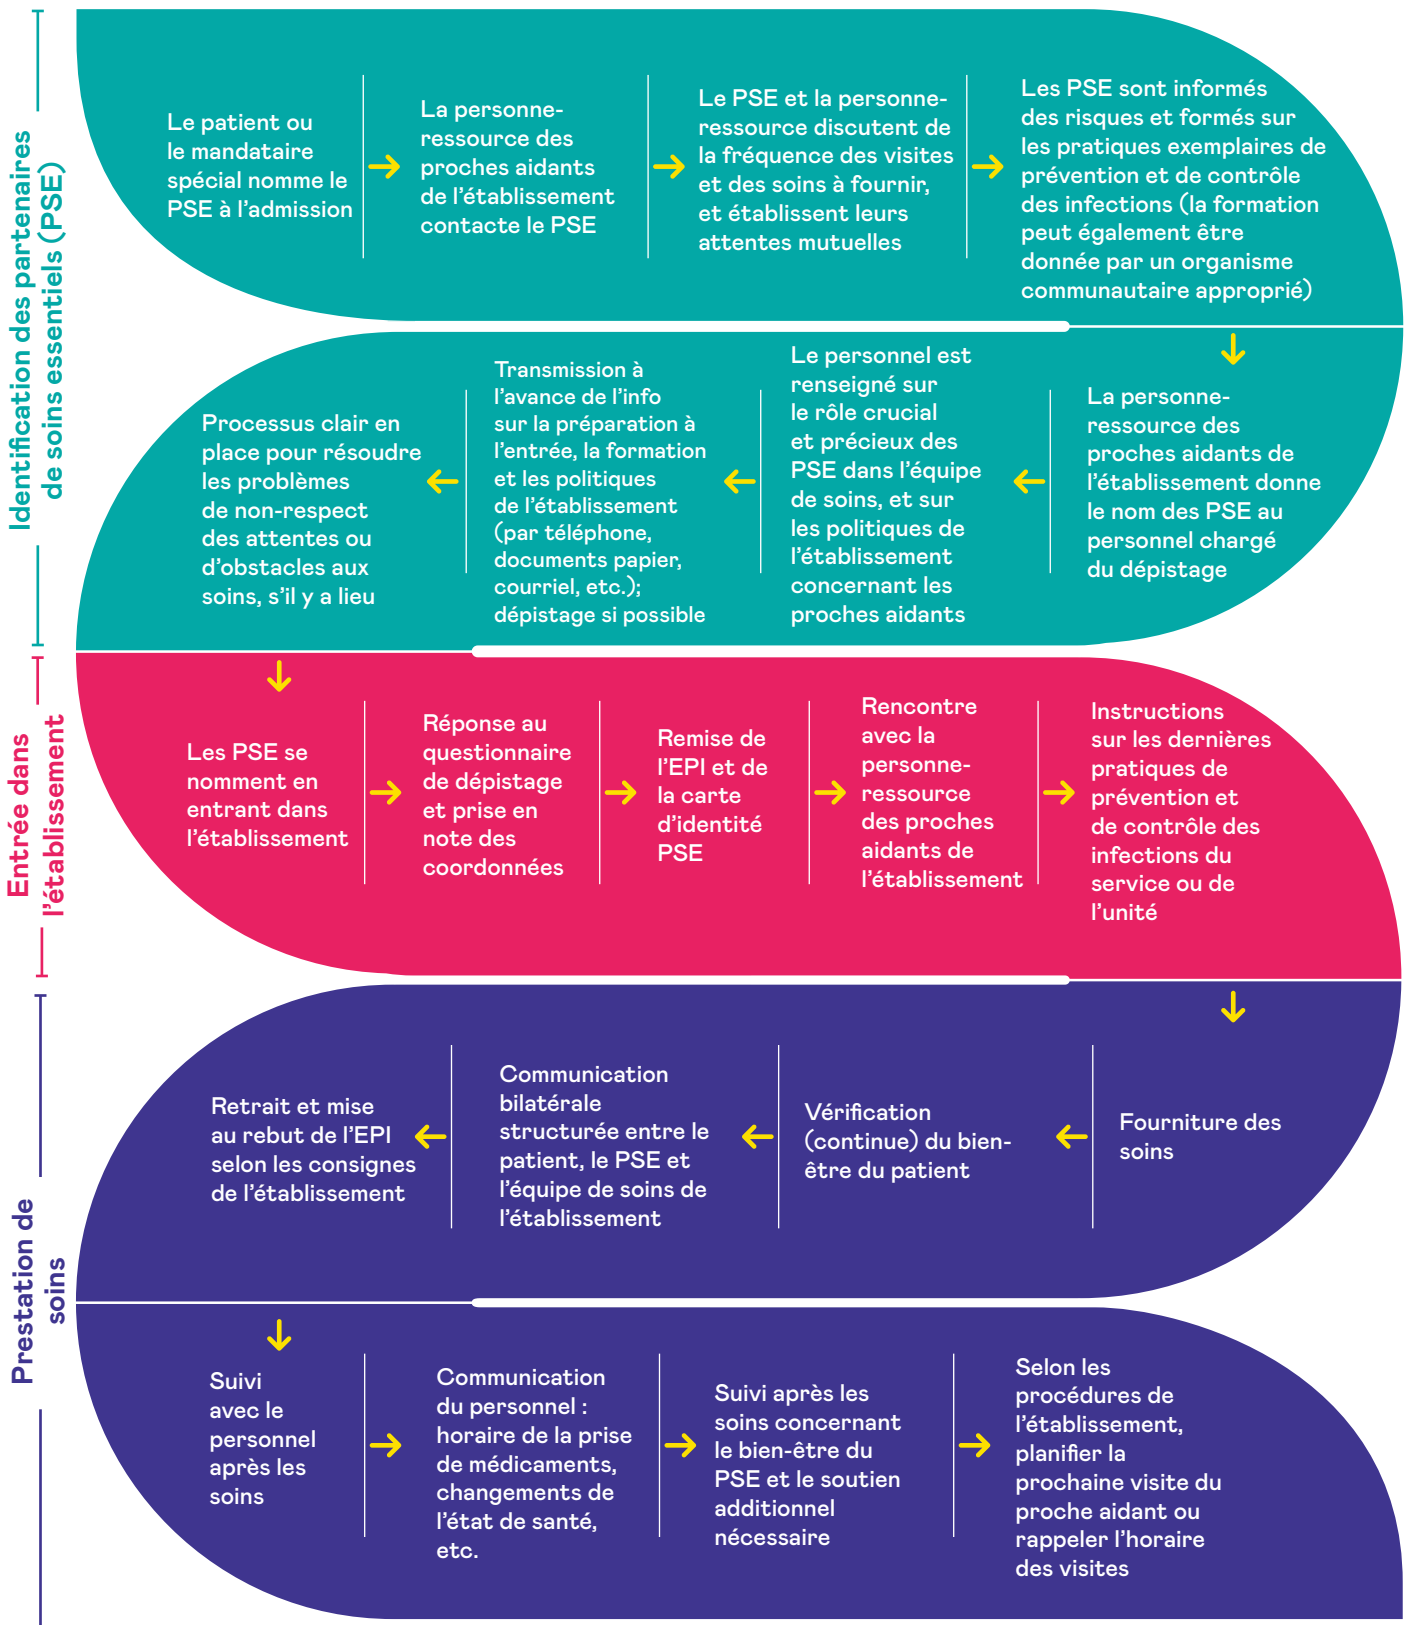 Identification des partenaires
de soins essentiels (PSE)
Le patient ou
le mandataire
spécial nomme le
PSE à l'admission
La personne-
ressource des
proches aidants
de l'établissement
contacte le PSE
Le PSE et la personne-
ressource discutent de
la fréquence des visites
et des soins à fournir,
et établissent leurs
attentes mutuelles
Les PSE sont informés
des risques et formés sur
les pratiques exemplaires de
prévention et de contrôle
des infections (la formation
peut également être
donnée par un organisme
communautaire approprié)
La personne-
ressource des
proches aidants de
l'établissement donne
le nom des PSE au
personnel chargé
du dépistage
Le personnel est
renseigné sur
le rôle crucial
et précieux des
PSE dans l'équipe
de soins, et sur
les politiques de
l'établissement
concernant les
proches aidants
Transmission à
l'avance de l'info
sur la préparation à
l'entrée, la formation
et les politiques
de l'établissement
(par téléphone,
documents papier,
courriel, etc.);
dépistage si possible
Processus clair en
place pour résoudre
les problèmes
de non-respect
des attentes ou
d'obstacles aux
soins, s'il y a lieu
Entrée dans
l'établissement
Les PSE se
nomment en
entrant dans
l'établissement
Réponse au
questionnaire
de dépistage
et prise en
note des
coordonnées
Remise de
l'EPI et de
la carte
d'identité
PSE
Rencontre
avec la
personne-
ressource
des proches
aidants de
l'établissement
Instructions
sur les dernières
pratiques de
prévention et
de contrôle des
infections du
service ou de
l'unité
Prestation de
soins
Fourniture des
soins
Vérification
(continue) du bien-
être du patient
Communication
bilatérale
structurée entre le
patient, le PSE et
l'équipe de soins de
l'établissement
Retrait et mise
au rebut de l'EPI
selon les consignes
de l'établissement
Suivi
avec le
personnel
après les
soins
Communication
du personnel :
horaire de la prise
de médicaments,
changements de
l'état de santé,
etc.
Suivi après les
soins concernant
le bien-être du
PSE et le soutien
additionnel
nécessaire
Selon les
procédures de
l'établissement,
planifier la
prochaine visite du
proche aidant ou
rappeler l'horaire
des visites